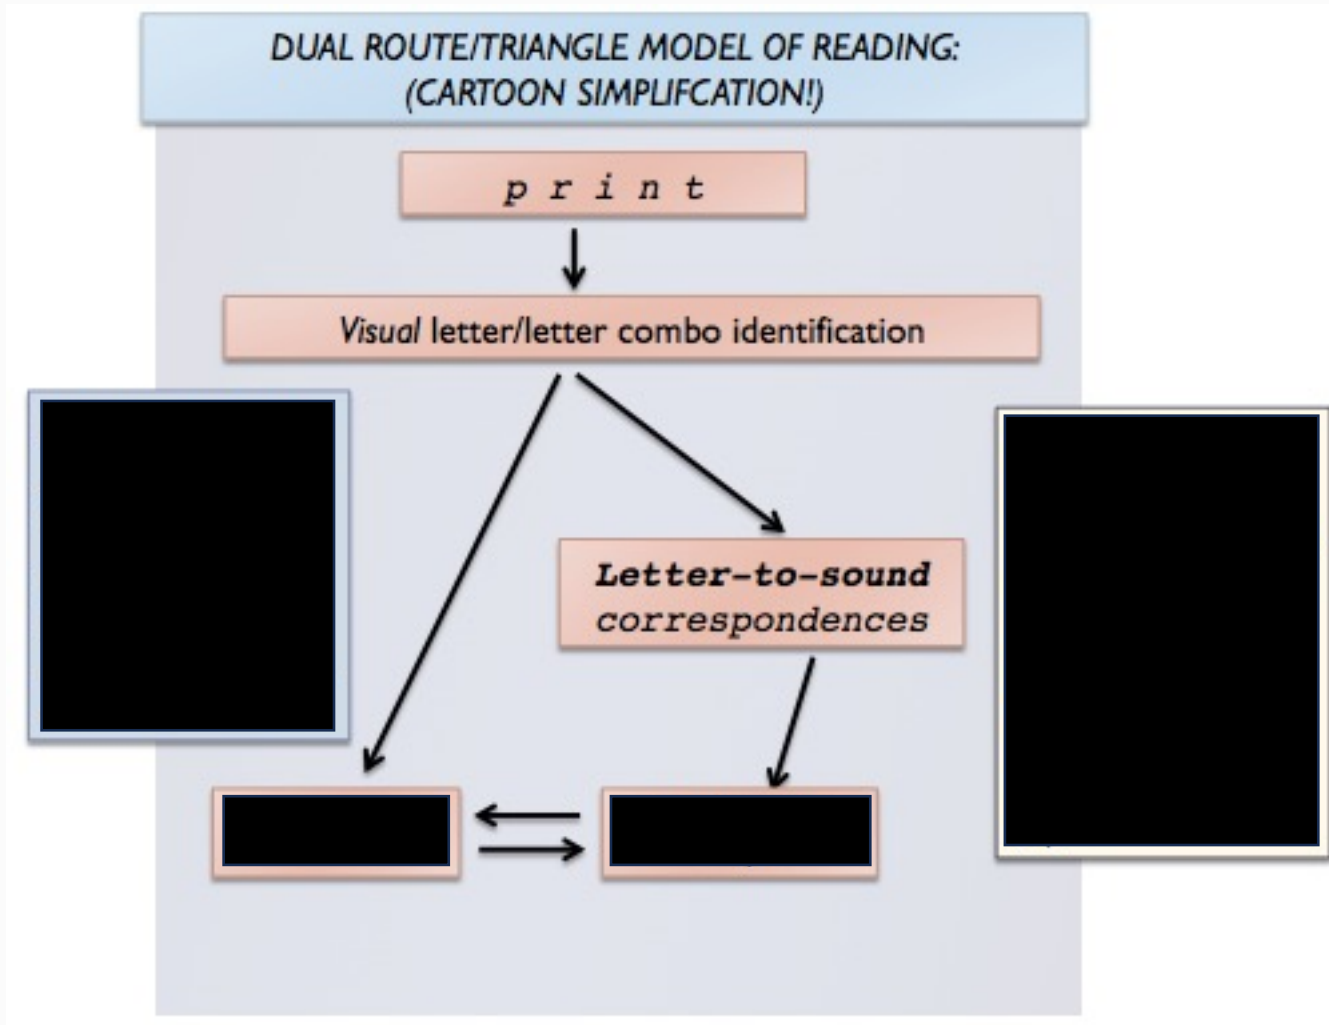 DUAL ROUTE/TRIANGLE MODEL OF READING:
(CARTOON SIMPLIFCATION!)
p r i n t
Visual letter/letter combo identification
Letter-to-sound
correspondences